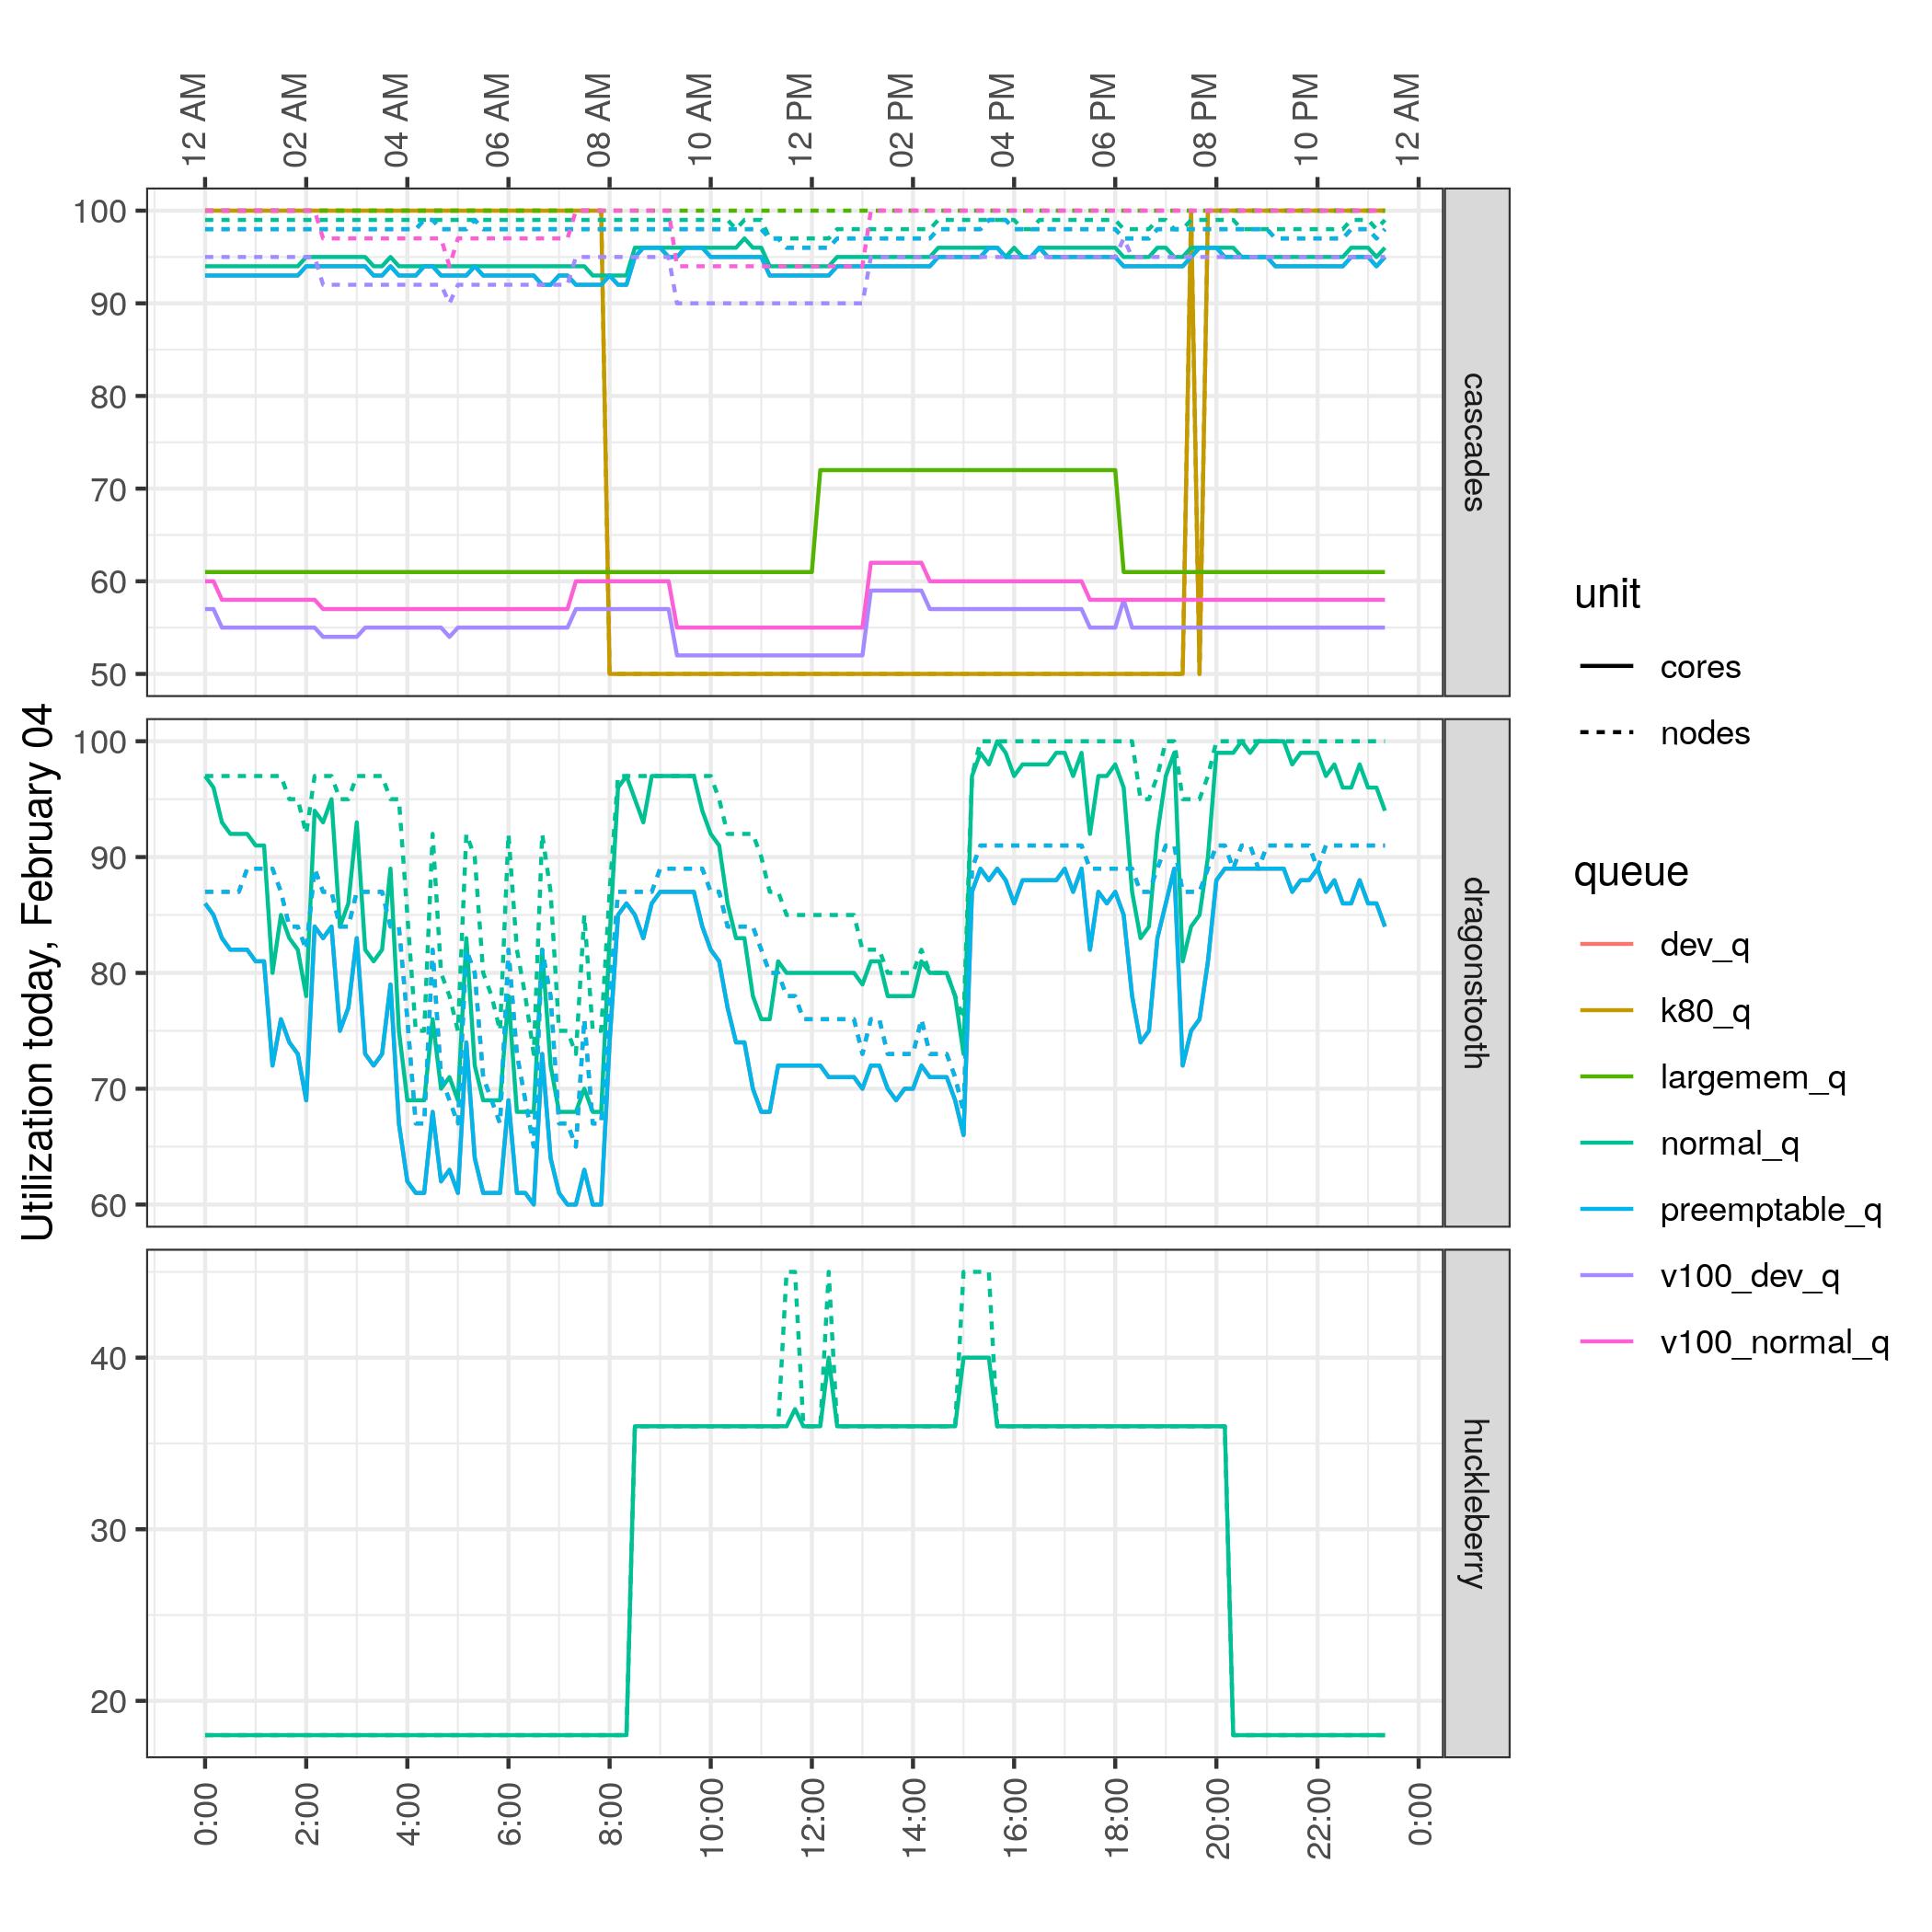 12 AM 02 AM 04 AM 06 AM 08 AM 10 AM 12 PM 02 PM 04 PM 06 PM 08 PM 10 PM 12 AM
Utilization today, February 04
100
90
80
70
60
50
cascades
100
90
80
70
60
dragonstooth
40
30
20
huckleberry
0:00 2:00 4:00 6:00 8:00 10:00 12:00 14:00 16:00 18:00 20:00 22:00 0:00
unit
cores
nodes
queue
dev_q
k80_q
largemem_q
normal_q
preemptable_q
v100_dev_q
v100_normal_q